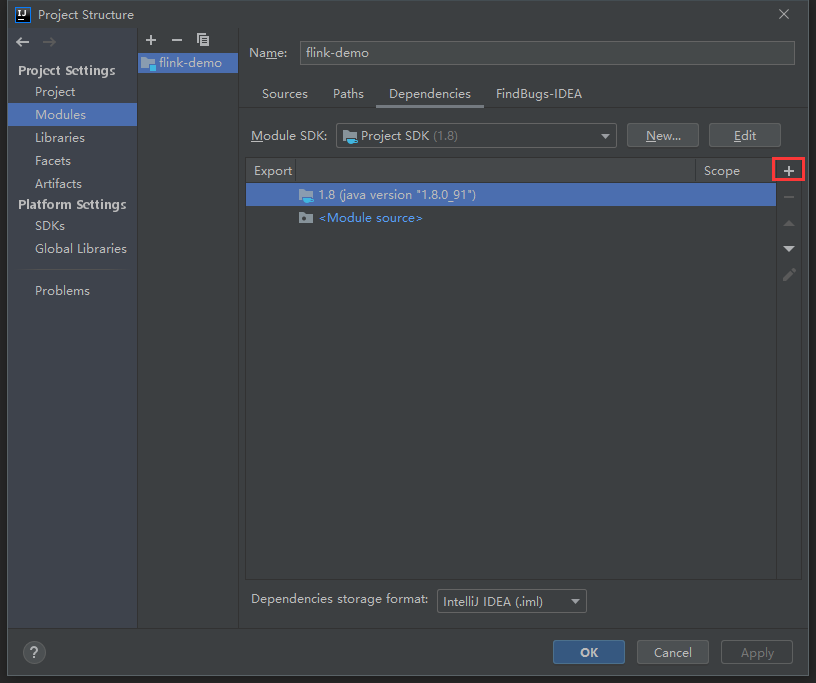 Project Structure
Project Settings
Project
Modules
Libraries
Facets
Artifacts
Platform Settings
SDKs
Global Libraries
Problems
flink-demo
Name: flink-demo
Sources Paths Dependencies FindBugs-IDEA
Module SDK: Project SDK (1.8) New... Edit
Export Scope
1.8 (java version "1.8.0_91")
<Module source>
Dependencies storage format: IntelliJ IDEA (.iml)
? OK Cancel Apply